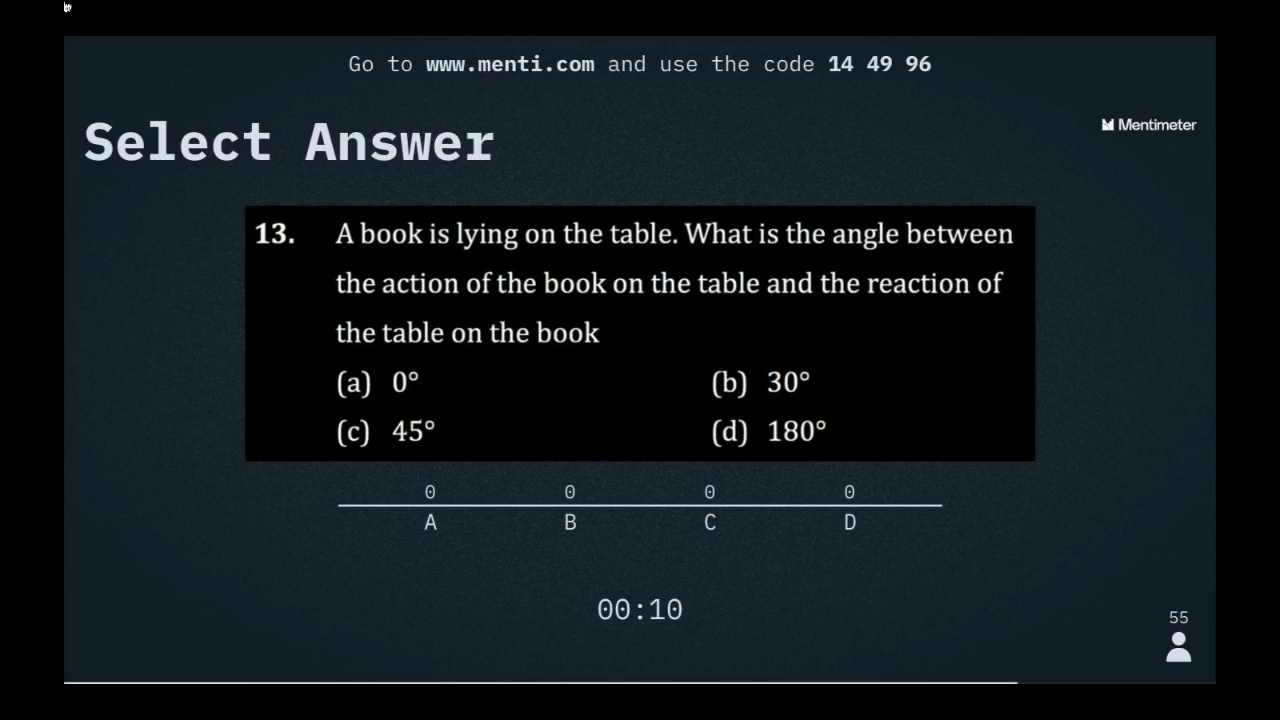 Go to www.menti.com and use the code 14 49 96
Select Answer
Mentimeter
13. A book is lying on the table. What is the angle between
the action of the book on the table and the reaction of
the table on the book
(a) 0° (b) 30°
(c) 45° (d) 180°
0 0 0 0
A B C D
00:10
55